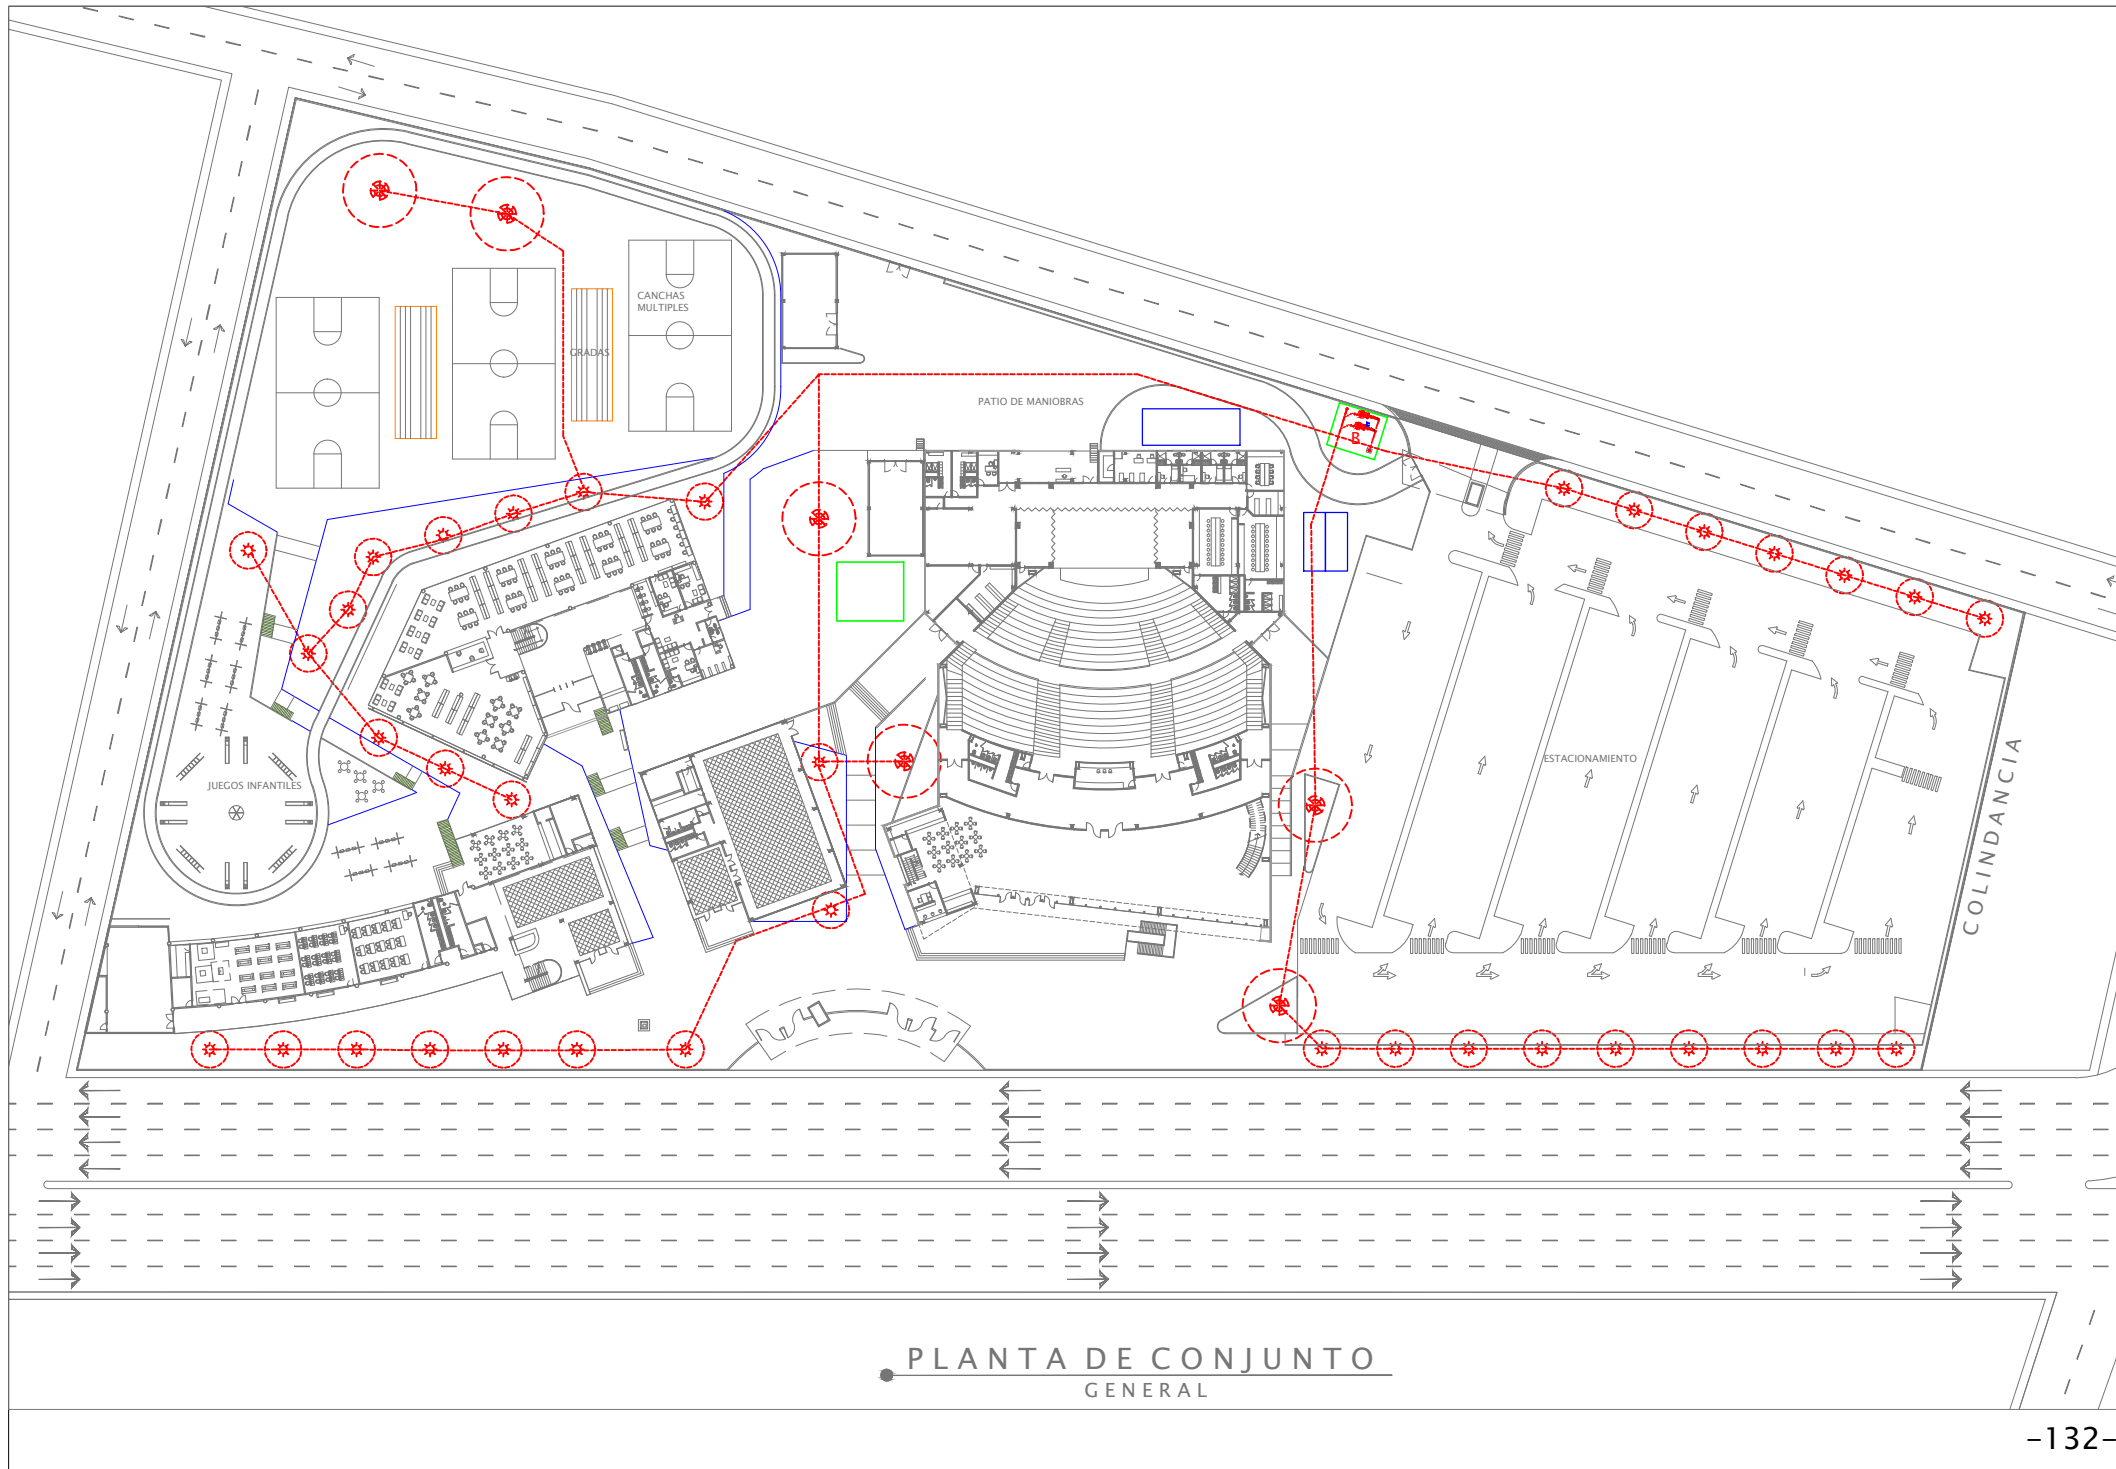 CANCHAS
MULTIPLES
GRADAS
PATIO DE MANIOBRAS
B
ESTACIONAMIENTO
JUEGOS INFANTILES
COLINDANCIA
PLANTA DE CONJUNTO
GENERAL
-132-